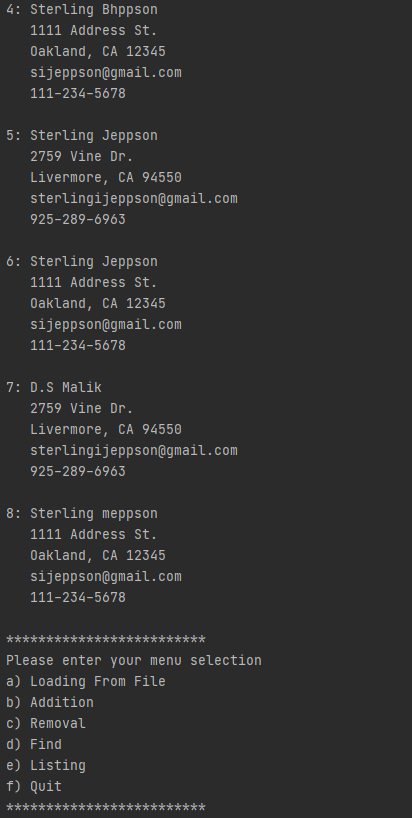 4: Sterling Bhppson
1111 Address St.
Oakland, CA 12345
sijeppson@gmail.com
111-234-5678
5: Sterling Jeppson
2759 Vine Dr.
Livermore, CA 94550
sterlingijeppson@gmail.com
925-289-6963
6: Sterling Jeppson
1111 Address St.
Oakland, CA 12345
sijeppson@gmail.com
111-234-5678
7: D.S Malik
2759 Vine Dr.
Livermore, CA 94550
sterlingijeppson@gmail.com
925-289-6963
8: Sterling meppson
1111 Address St.
Oakland, CA 12345
sijeppson@gmail.com
111-234-5678
*************************
Please enter your menu selection
a) Loading From File
b) Addition
c) Removal
d) Find
e) Listing
f) Quit
*************************